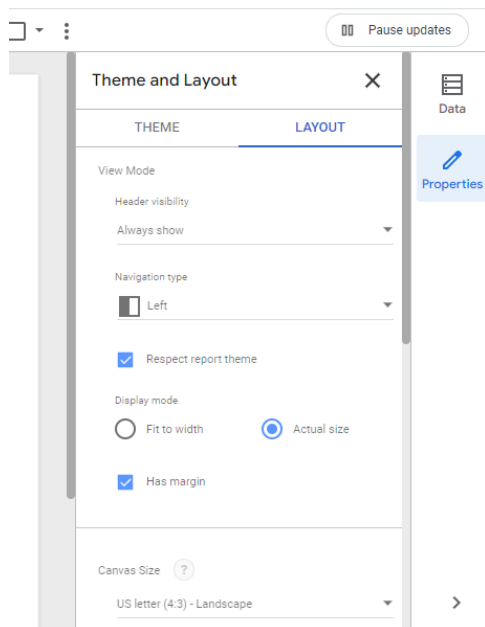 Pause updates
Theme and Layout
Data
THEME LAYOUT
Properties
View Mode
Header visibility
Always show
Navigation type
Left
Respect report theme
Display mode
Fit to width Actual size
Has margin
Canvas Size ?
US letter (4:3) - Landscape